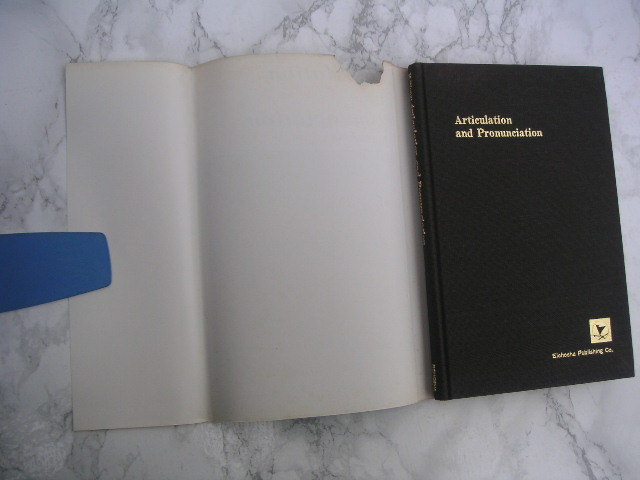 Articulation
and Pronunciation
Eichosha Publishing Co.